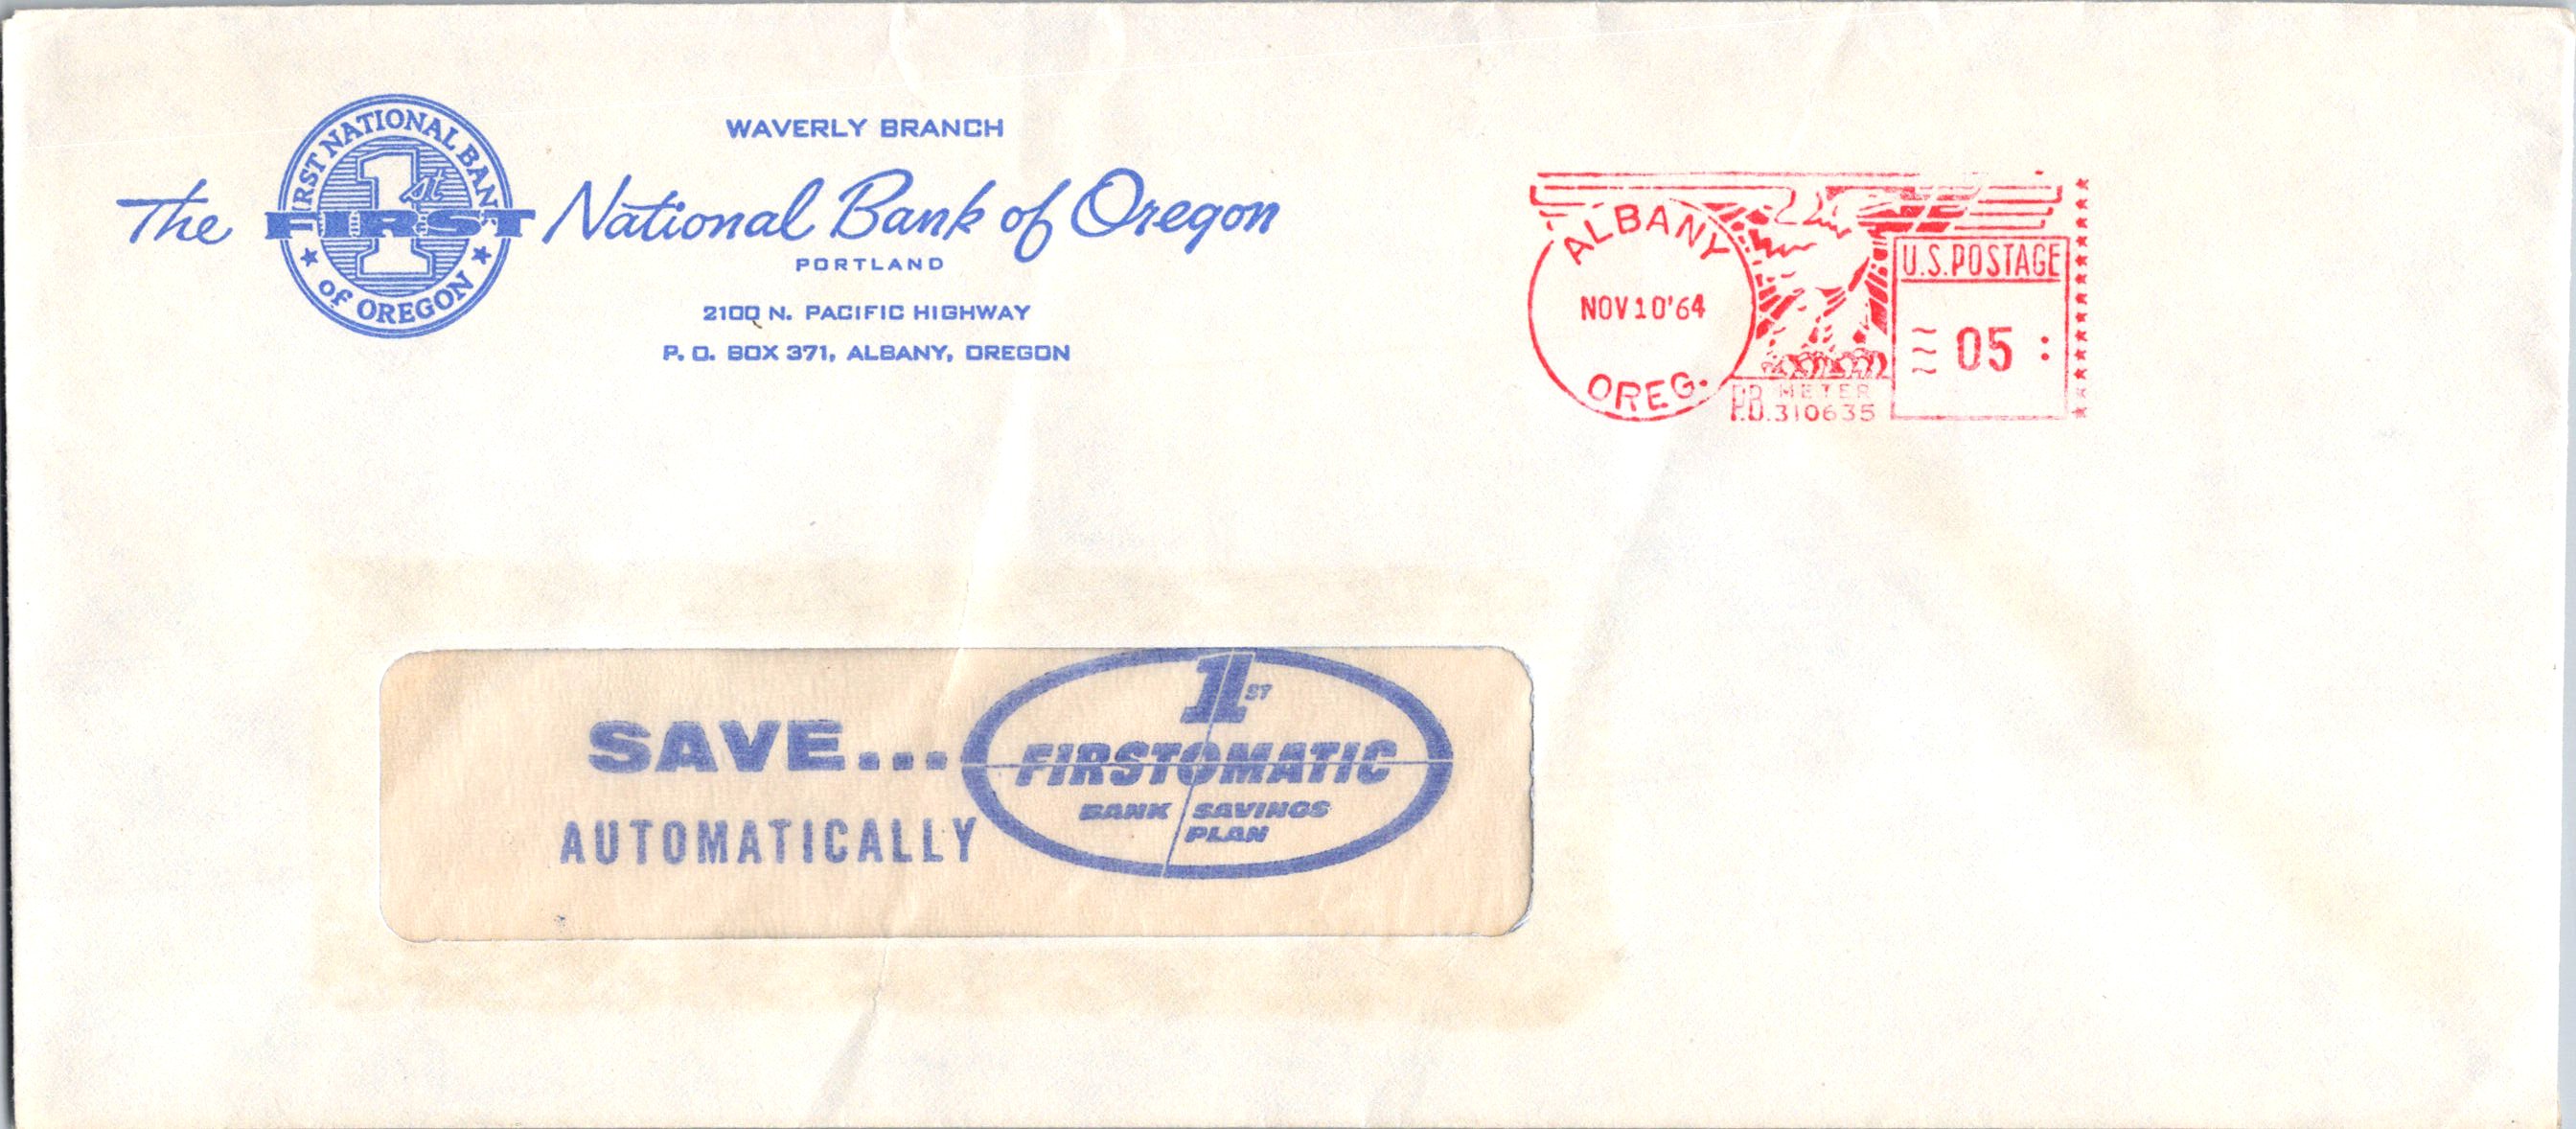 WAVERLY BRANCH
The FIRST National Bank of Oregon
FIRST NATIONAL BANK
1st
of OREGON
PORTLAND
2100 N. PACIFIC HIGHWAY
P. O. BOX 371, ALBANY, OREGON
ALBANY
NOV 10 '64
OREG.
P.B. METER
310635
U.S. POSTAGE
05
SAVE...
AUTOMATICALLY
1ST
FIRSTOMATIC
BANK SAVINGS
PLAN